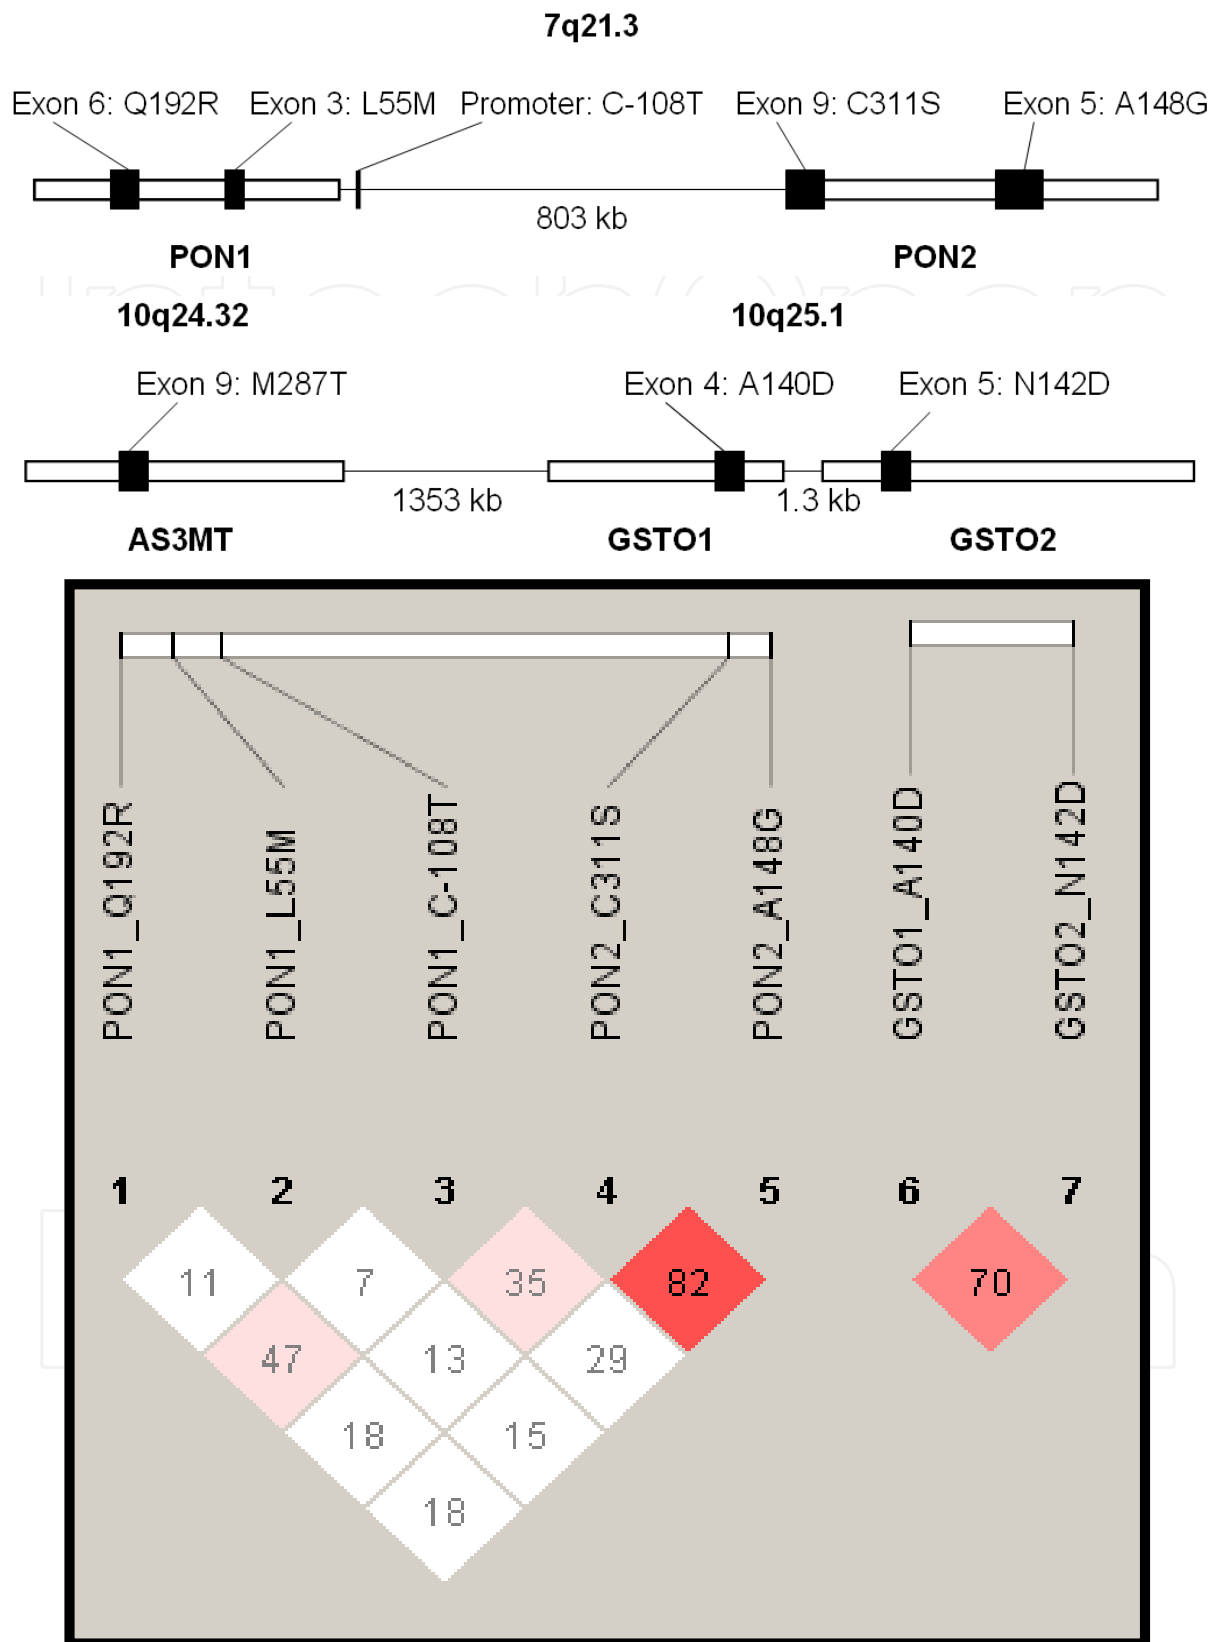 7q21.3
Exon 6: Q192R Exon 3: L55M Promoter: C-108T Exon 9: C311S Exon 5: A148G
803 kb
PON1 PON2
10q24.32 10q25.1
Exon 9: M287T Exon 4: A140D Exon 5: N142D
1353 kb 1.3 kb
AS3MT GSTO1 GSTO2
PON1_Q192R
PON1_L55M
PON1_C-108T
PON2_C311S
PON2_A148G
GSTO1_A140D
GSTO2_N142D
1 2 3 4 5 6 7
11 7 35 82 70
47 13 29
18 15
18